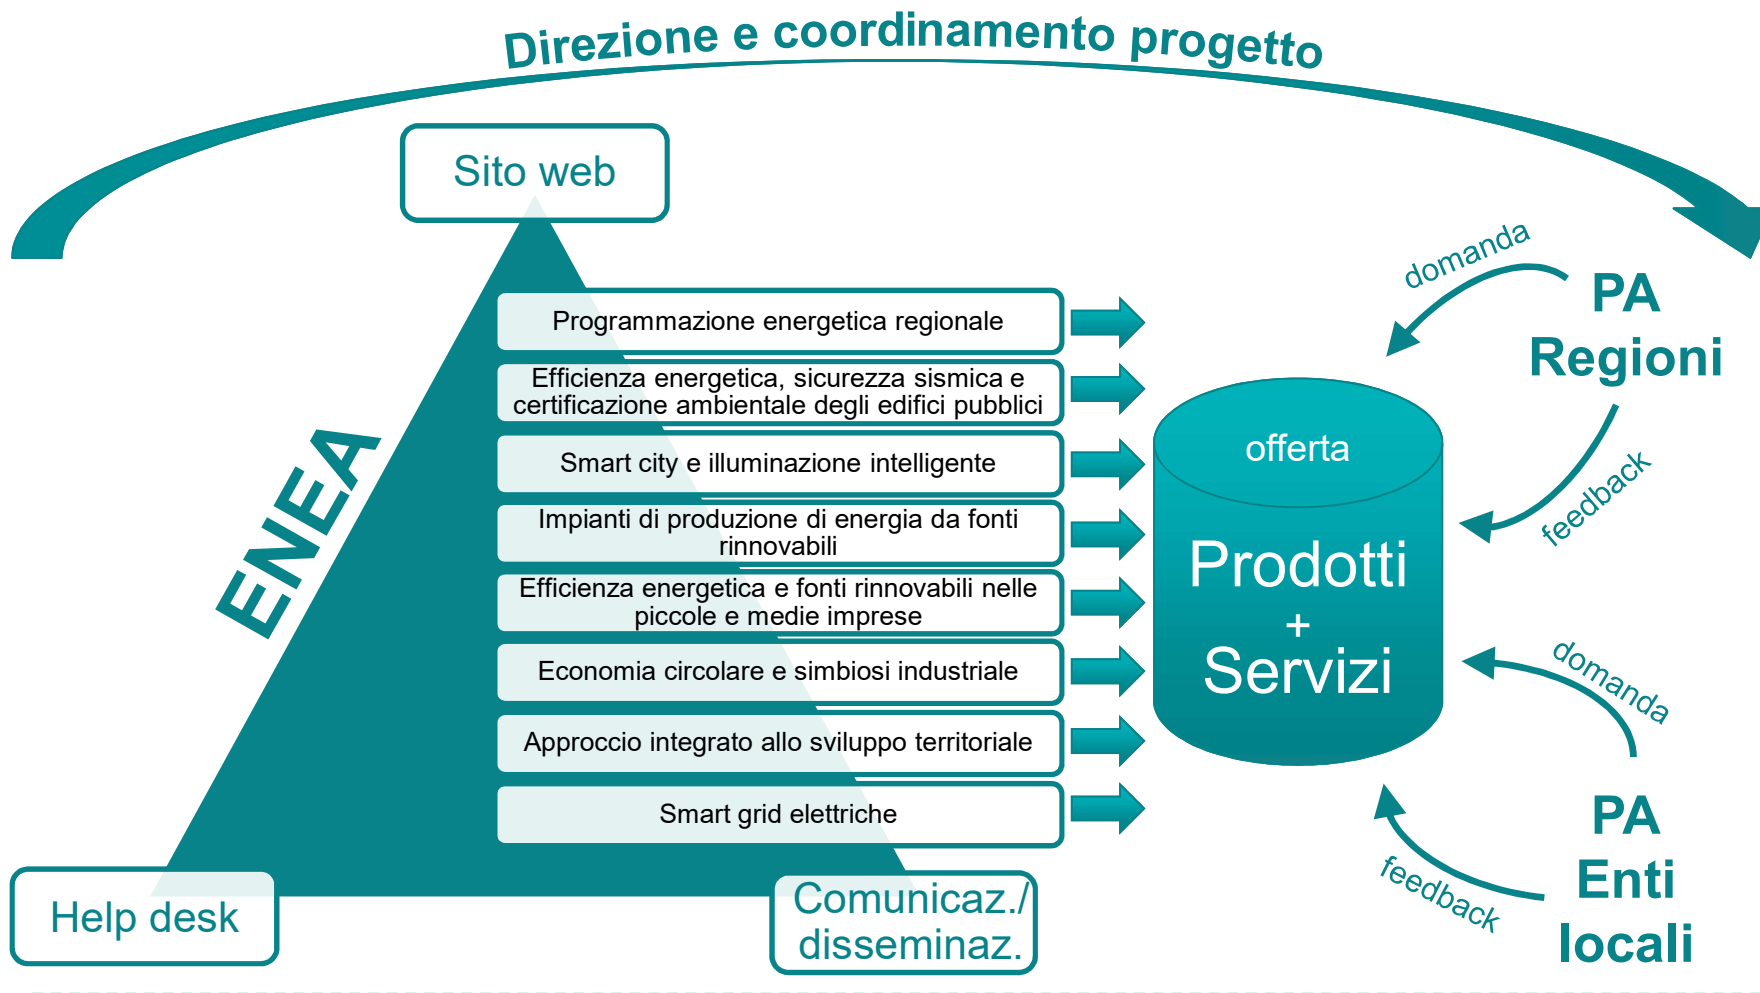 Direzione e coordinamento progetto
Sito web
ENEA
Programmazione energetica regionale
Efficienza energetica, sicurezza sismica e
certificazione ambientale degli edifici pubblici
Smart city e illuminazione intelligente
Impianti di produzione di energia da fonti
rinnovabili
Efficienza energetica e fonti rinnovabili nelle
piccole e medie imprese
Economia circolare e simbiosi industriale
Approccio integrato allo sviluppo territoriale
Smart grid elettriche
Help desk
Comunicaz./
disseminaz.
offerta
Prodotti
+
Servizi
domanda
PA
Regioni
feedback
domanda
PA
Enti
locali
feedback